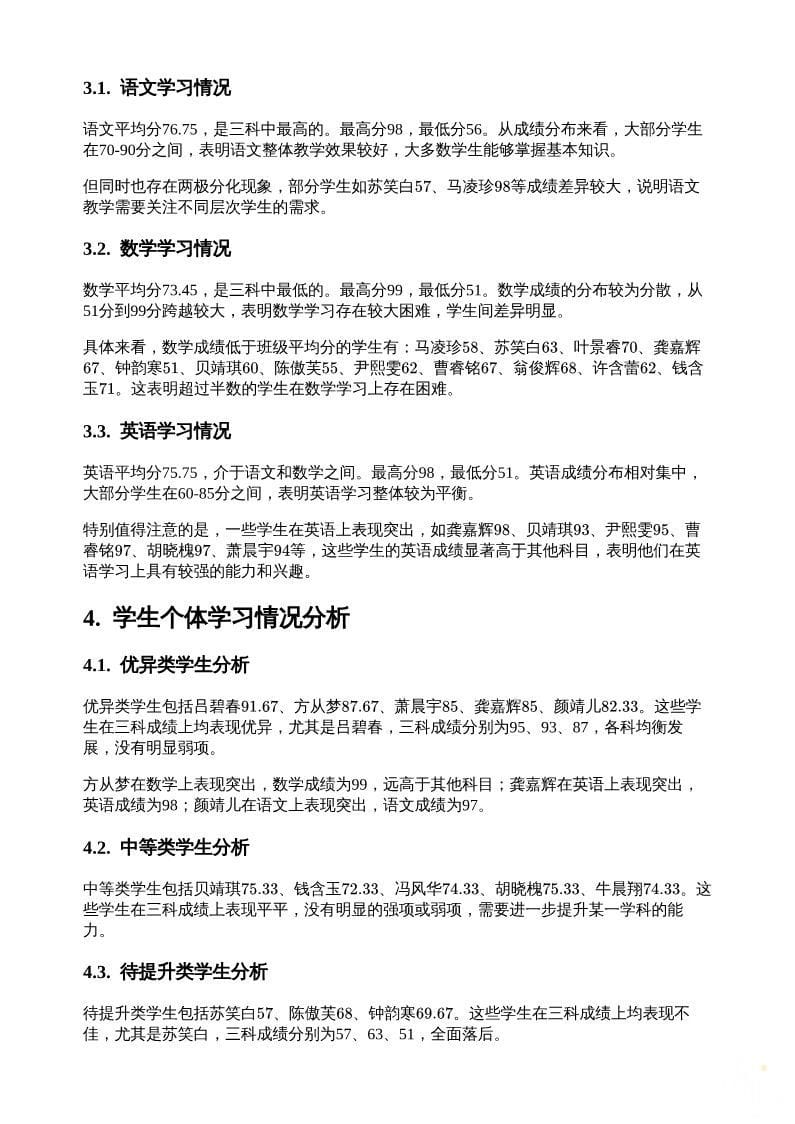 3.1. 语文学习情况
语文平均分76.75，是三科中最高的。最高分98，最低分56。从成绩分布来看，大部分学生
在70-90分之间，表明语文整体教学效果较好，大多数学生能够掌握基本知识。
但同时也存在两极分化现象，部分学生如苏笑白57、马凌珍98等成绩差异较大，说明语文
教学需要关注不同层次学生的需求。
3.2. 数学学习情况
数学平均分73.45，是三科中最低的。最高分99，最低分51。数学成绩的分布较为分散，从
51分到99分跨越较大，表明数学学习存在较大困难，学生间差异明显。
具体来看，数学成绩低于班级平均分的学生有：马凌珍58、苏笑白63、叶景睿70、龚嘉辉
67、钟韵寒51、贝靖琪60、陈傲芙55、尹熙雯62、曹睿铭67、翁俊辉68、许含蕾62、钱含
玉71。这表明超过半数的学生在数学学习上存在困难。
3.3. 英语学习情况
英语平均分75.75，介于语文和数学之间。最高分98，最低分51。英语成绩分布相对集中，
大部分学生在60-85分之间，表明英语学习整体较为平衡。
特别值得注意的是，一些学生在英语上表现突出，如龚嘉辉98、贝靖琪93、尹熙雯95、曹
睿铭97、胡晓槐97、萧晨宇94等，这些学生的英语成绩显著高于其他科目，表明他们在英
语学习上具有较强的能力和兴趣。
4. 学生个体学习情况分析
4.1. 优异类学生分析
优异类学生包括吕碧春91.67、方从梦87.67、萧晨宇85、龚嘉辉85、颜靖儿82.33。这些学
生在三科成绩上均表现优异，尤其是吕碧春，三科成绩分别为95、93、87，各科均衡发
展，没有明显弱项。
方从梦在数学上表现突出，数学成绩为99，远高于其他科目；龚嘉辉在英语上表现突出，
英语成绩为98；颜靖儿在语文上表现突出，语文成绩为97。
4.2. 中等类学生分析
中等类学生包括贝靖琪75.33、钱含玉72.33、冯风华74.33、胡晓槐75.33、牛晨翔74.33。这
些学生在三科成绩上表现平平，没有明显的强项或弱项，需要进一步提升某一学科的能
力。
4.3. 待提升类学生分析
待提升类学生包括苏笑白57、陈傲芙68、钟韵寒69.67。这些学生在三科成绩上均表现不
佳，尤其是苏笑白，三科成绩分别为57、63、51，全面落后。